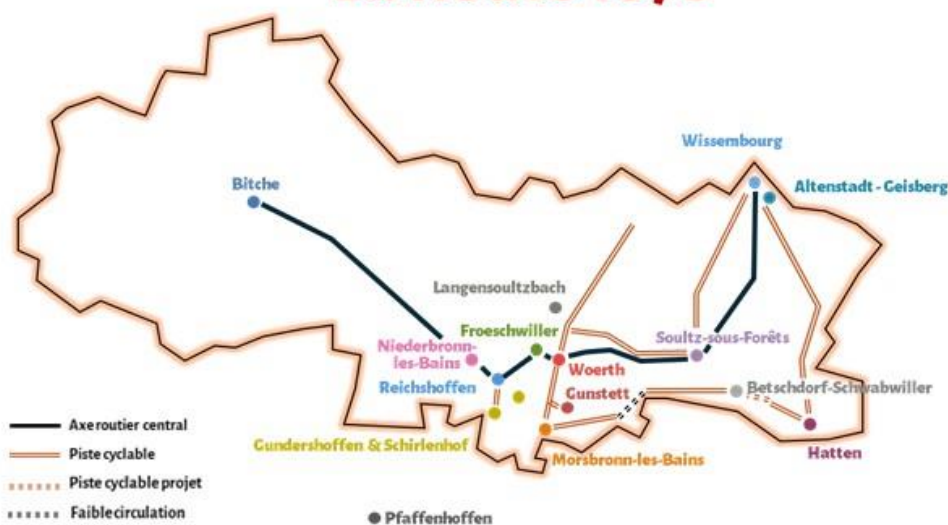 Wissembourg
Bitche
Altenstadt - Geisberg
Langensoultzbach
Froeschwiller
Soultz-sous-Forêts
Niederbronn-
les-Bains
Woerth
Reichshoffen
Gunstett
Betschdorf-Schwabwiller
Gundershoffen & Schirlenhof
Morsbronn-les-Bains
Hatten
Axe routier central
Piste cyclable
Piste cyclable projet
Faible circulation
Pfaffenhoffen